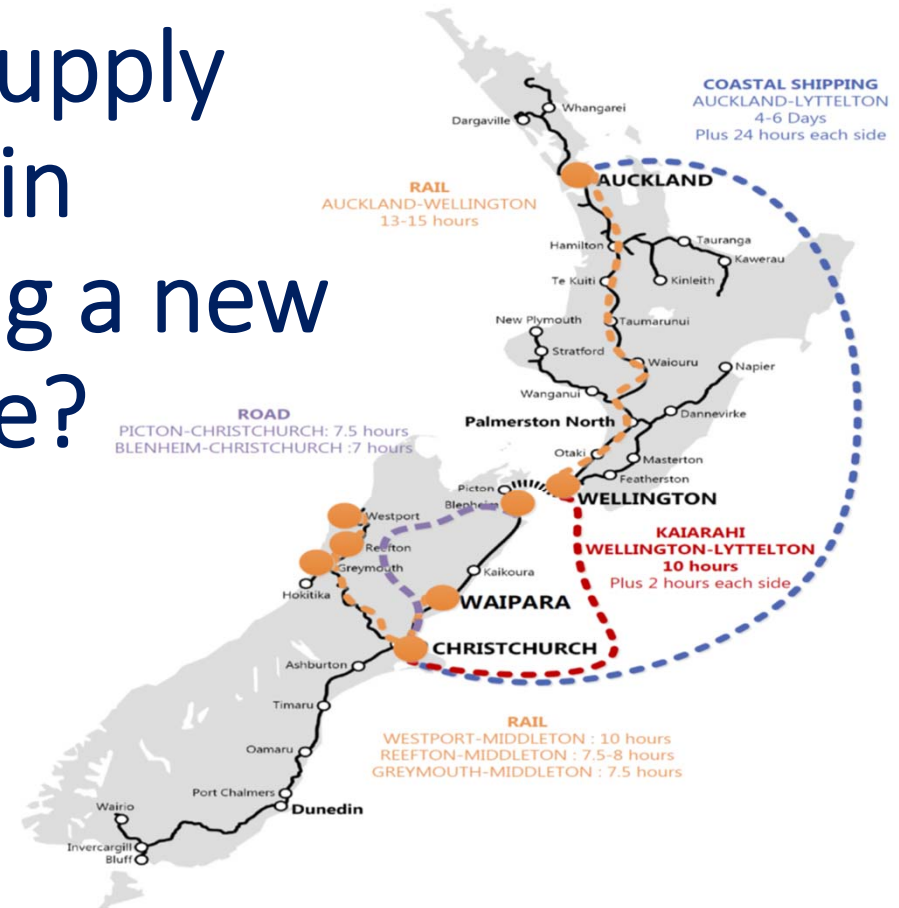 upply
in
g a new
e?
COASTAL SHIPPING
AUCKLAND-LYTTELTON
4-6 Days
Plus 24 hours each side
Whangarei
Dargaville
AUCKLAND
RAIL
AUCKLAND-WELLINGTON
13-15 hours
Hamilton
Tauranga
Kawerau
Te Kuiti
Kinleith
New Plymouth
Taumarunui
Stratford
Waiouru
Napier
Wanganui
Dannevirke
Palmerston North
ROAD
PICTON-CHRISTCHURCH: 7.5 hours
BLENHEIM-CHRISTCHURCH :7 hours
Otaki
Masterton
Featherston
Picton
Blenheim
WELLINGTON
Westport
KAIARAHI
WELLINGTON-LYTTELTON
10 hours
Plus 2 hours each side
Reefton
Greymouth
Kaikoura
Hokitika
WAIPARA
CHRISTCHURCH
Ashburton
Timaru
RAIL
WESTPORT-MIDDLETON : 10 hours
REEFTON-MIDDLETON : 7.5-8 hours
GREYMOUTH-MIDDLETON : 7.5 hours
Oamaru
Port Chalmers
Dunedin
Wairio
Invercargill
Bluff